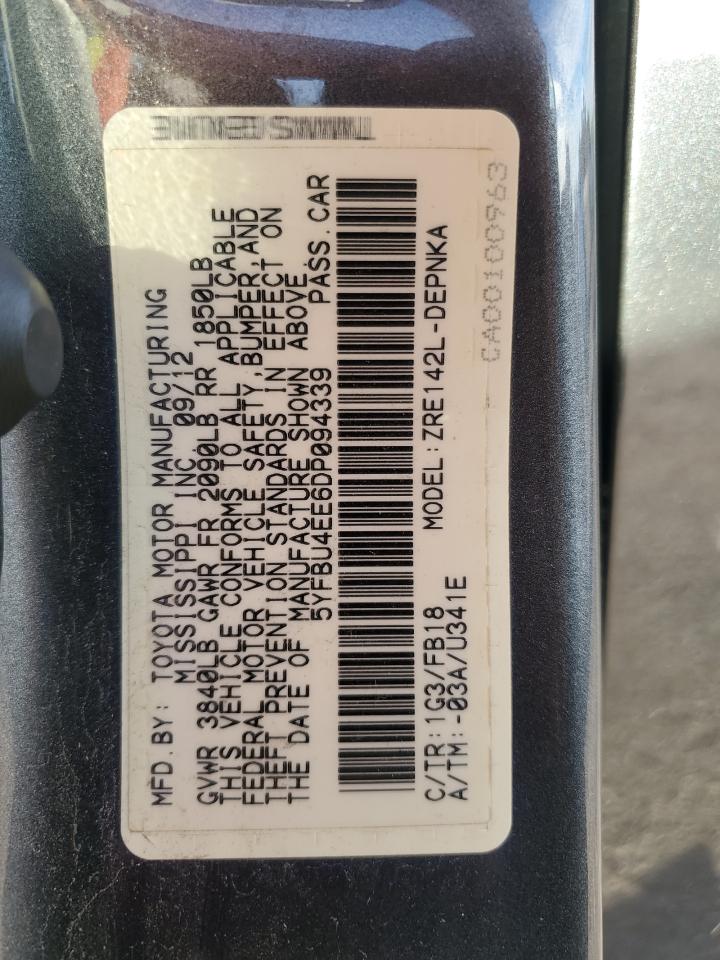 MFD.BY: TOYOTA MOTOR MANUFACTURING
MISSISSIPPI INC. 09/12
GVWR 3840LB GAWR FR 2090LB RR 1850LB
THIS VEHICLE CONFORMS TO ALL APPLICABLE
FEDERAL MOTOR VEHICLE SAFETY,BUMPER,AND
THEFT PREVENTION STANDARDS IN EFFECT ON
THE DATE OF MANUFACTURE SHOWN ABOVE.
5YFBU4EE6DP094339 PASS.CAR
C/TR:1G3/FB18 MODEL:ZRE142L-DEPNKA
A/TM:-03A/U341E
CA00100963